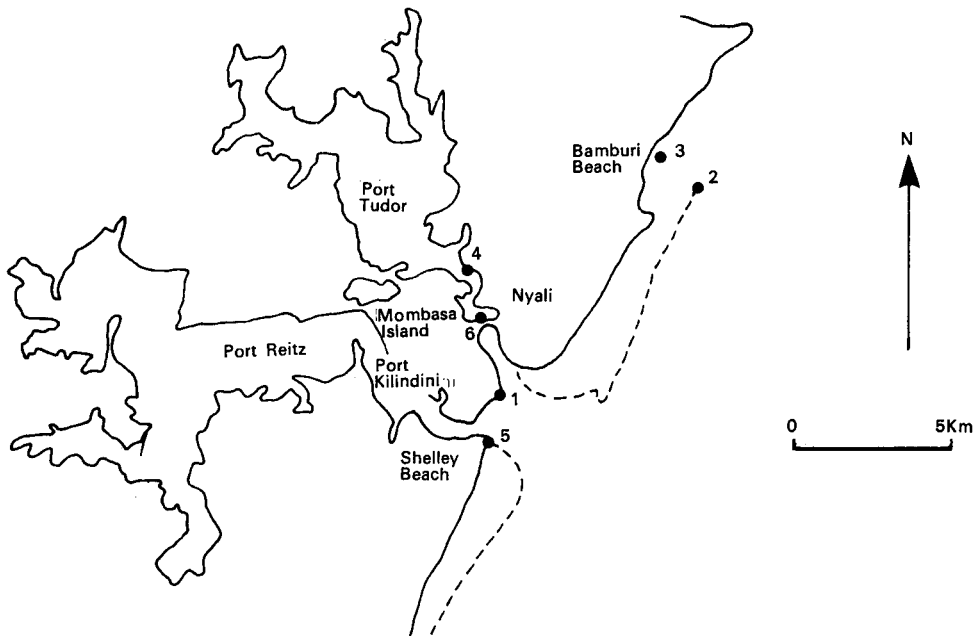 N
Bamburi
Beach
3
2
Port
Tudor
4
Nyali
Mombasa
Island
6
Port Reitz
Port
Kilindini
1
0
5Km
5
Shelley
Beach